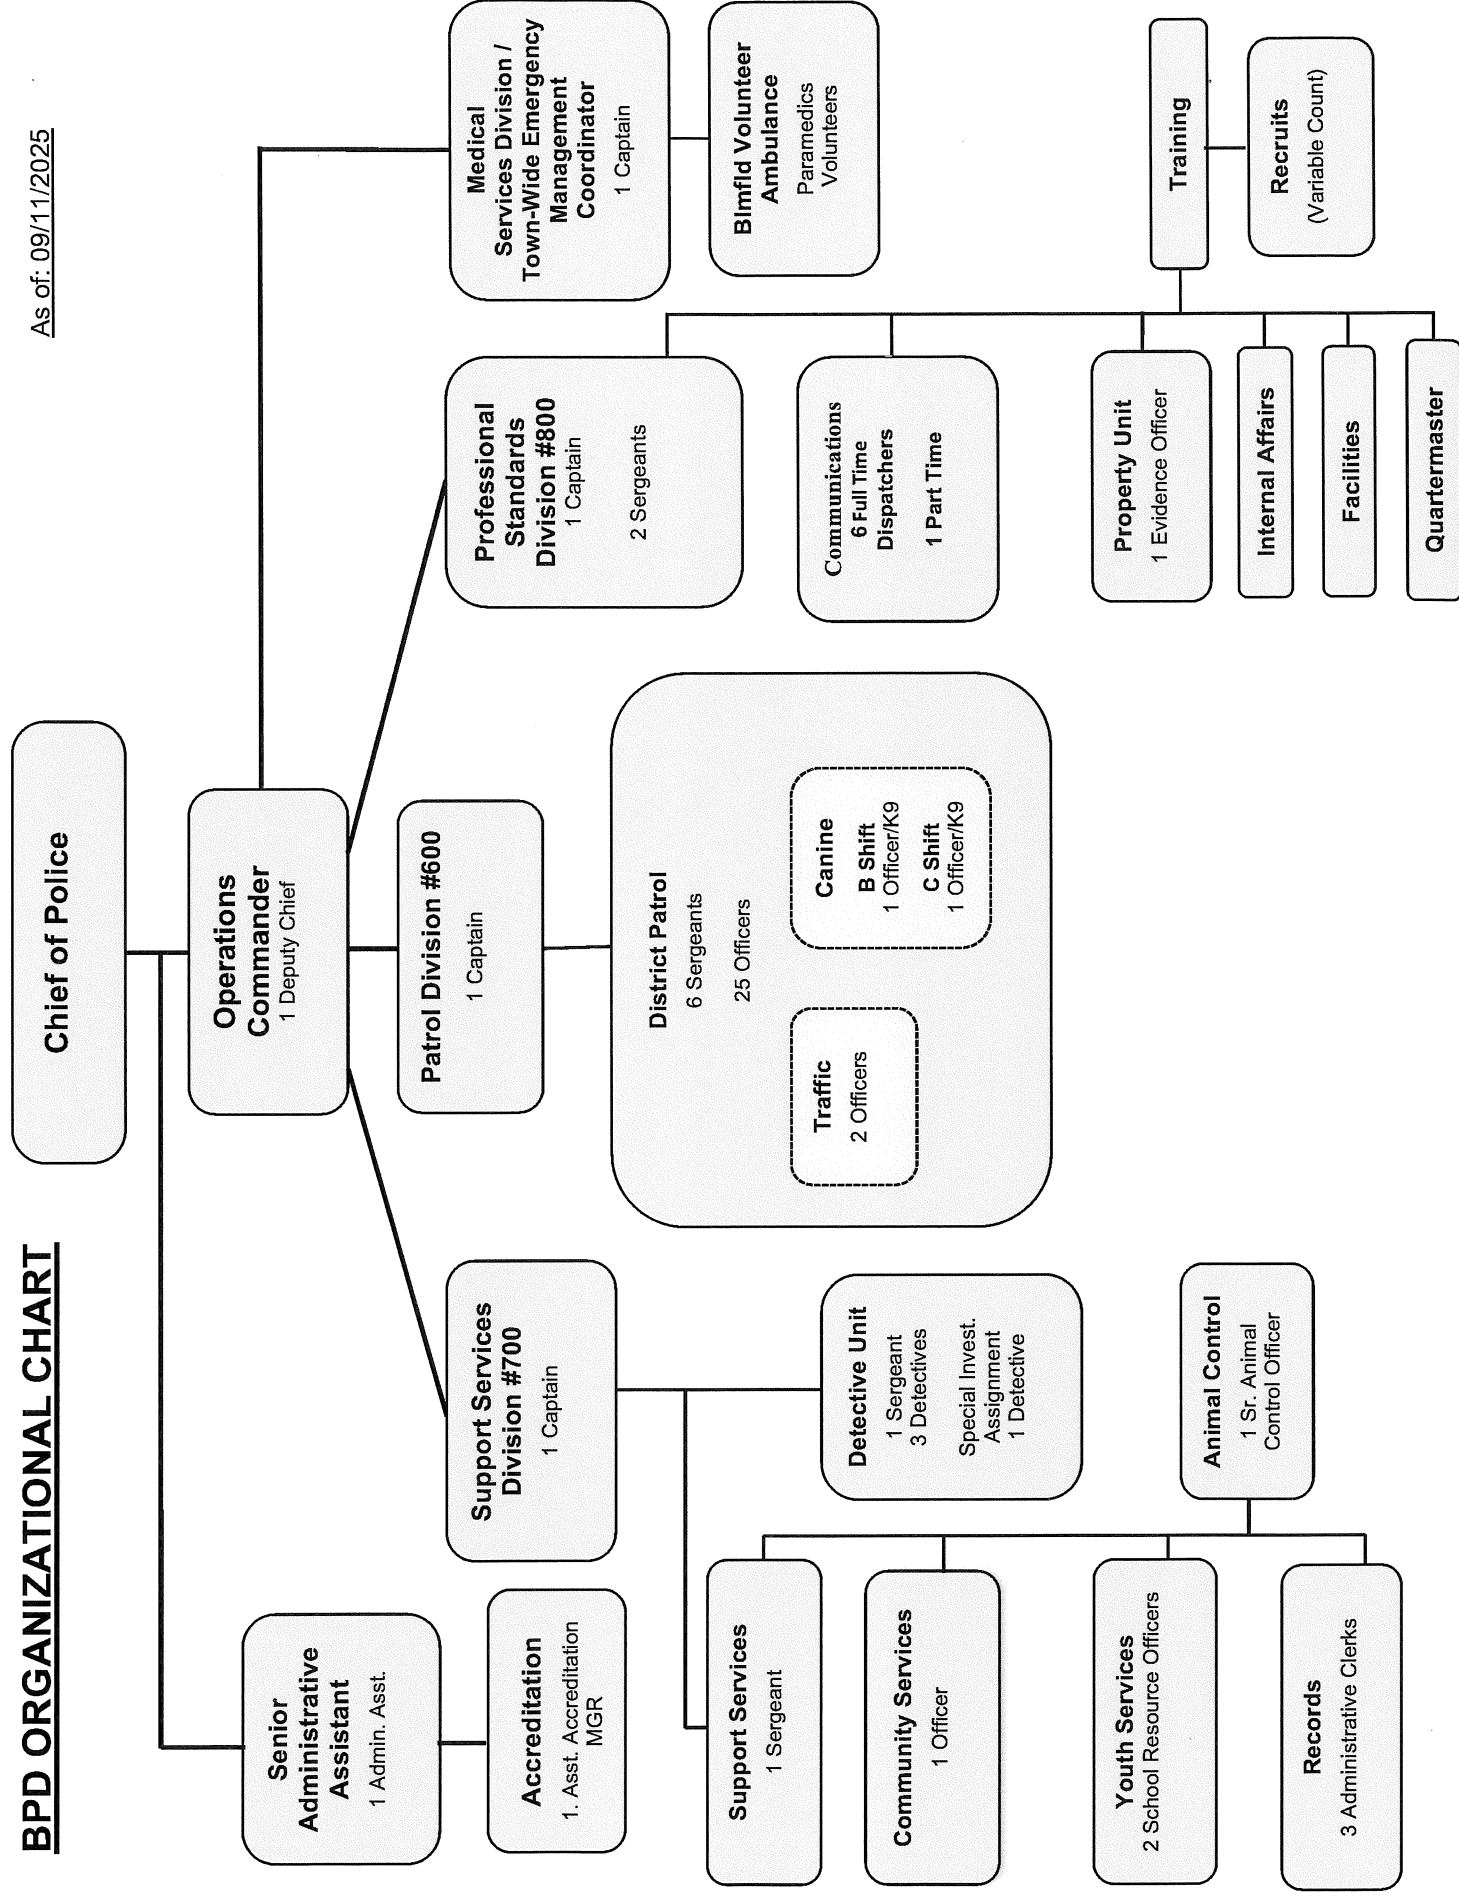 BPD ORGANIZATIONAL CHART
As of: 09/11/2025
Chief of Police
Operations
Commander
1 Deputy Chief
Senior
Administrative
Assistant
1 Admin. Asst.
Accreditation
1. Asst. Accreditation
MGR
Support Services
Division #700
1 Captain
Patrol Division #600
1 Captain
Professional
Standards
Division #800
1 Captain
2 Sergeants
Medical
Services Division /
Town-Wide Emergency
Management
Coordinator
1 Captain
Blmfld Volunteer
Ambulance
Paramedics
Volunteers
Support Services
1 Sergeant
Community Services
1 Officer
Youth Services
2 School Resource Officers
Records
3 Administrative Clerks
Detective Unit
1 Sergeant
3 Detectives
Special Invest.
Assignment
1 Detective
Animal Control
1 Sr. Animal
Control Officer
District Patrol
6 Sergeants
25 Officers
Traffic
2 Officers
Canine
B Shift
1 Officer/K9
C Shift
1 Officer/K9
Communications
6 Full Time
Dispatchers
1 Part Time
Property Unit
1 Evidence Officer
Internal Affairs
Facilities
Quartermaster
Training
Recruits
(Variable Count)